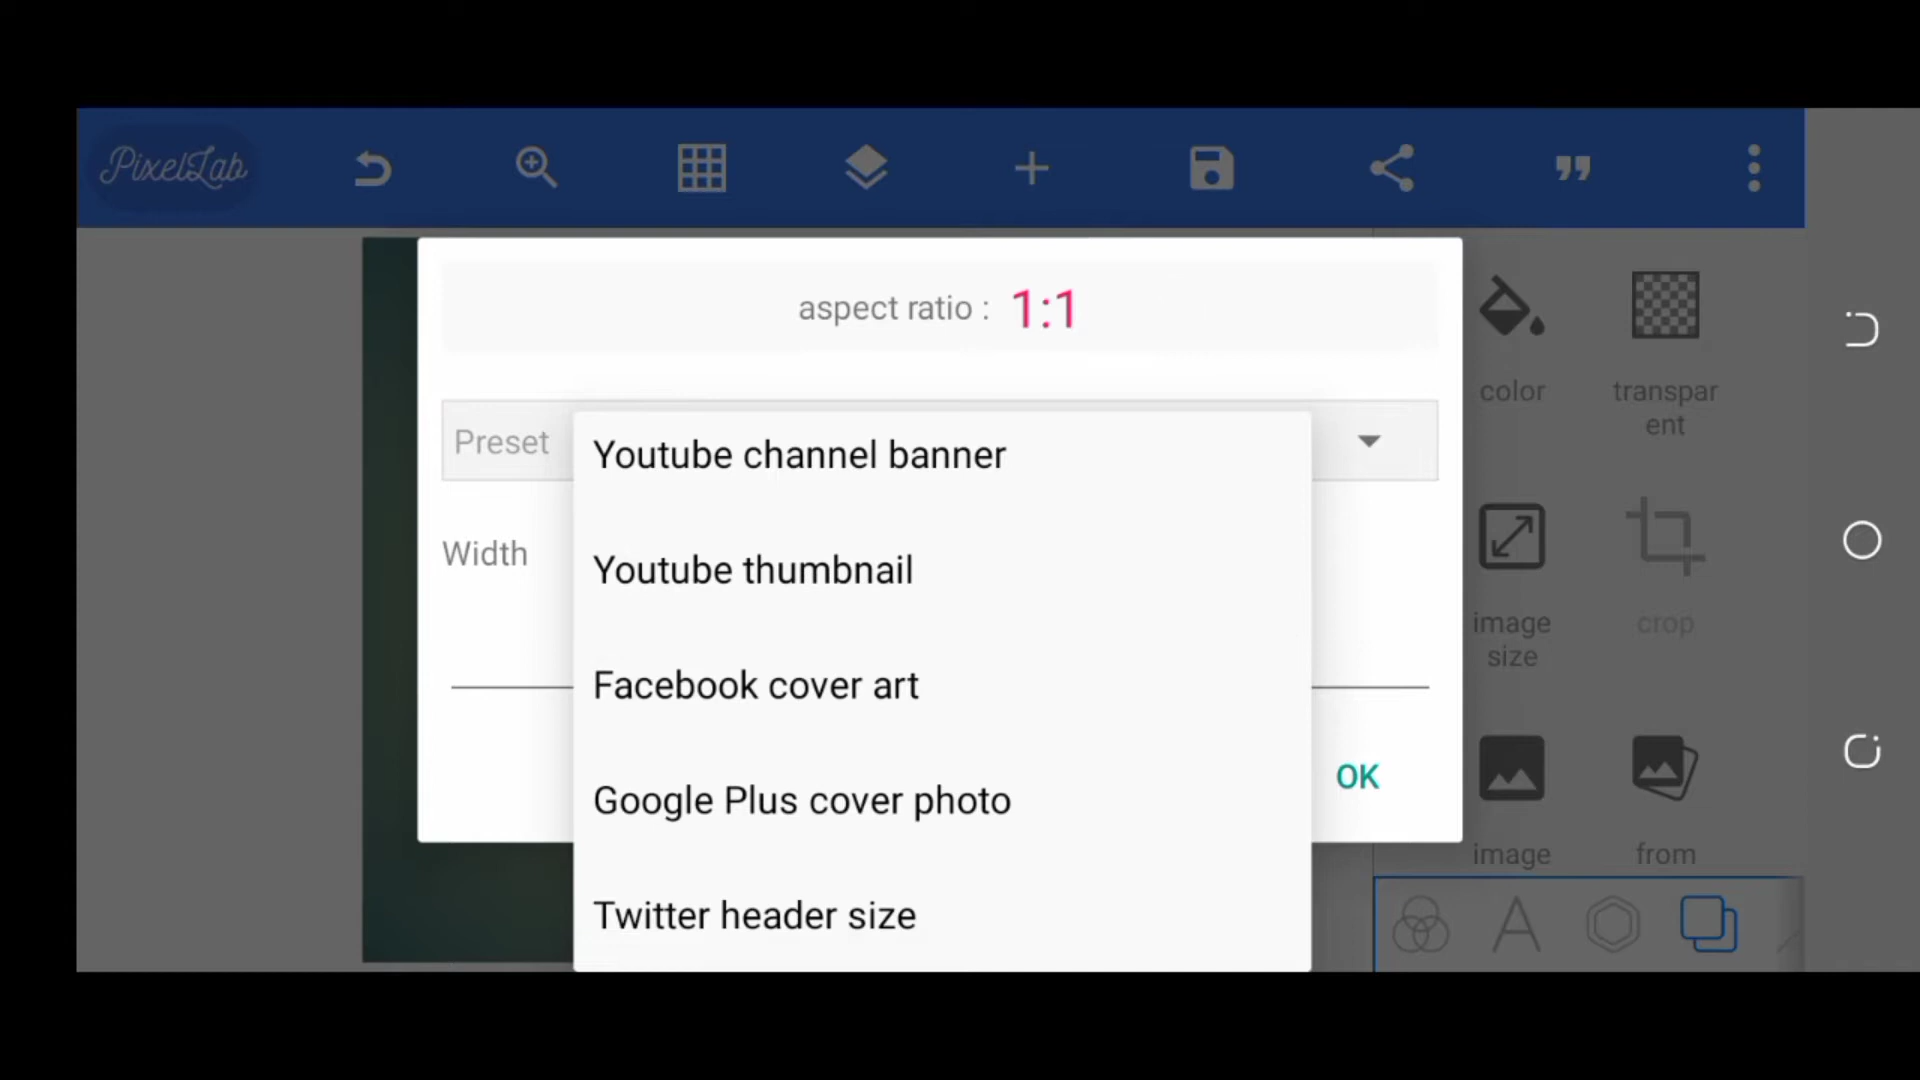 PixelLab
aspect ratio : 1:1
Preset
Youtube channel banner
Width
Youtube thumbnail
Facebook cover art
Google Plus cover photo
Twitter header size
OK
color
transpar
ent
image
size
crop
image
from